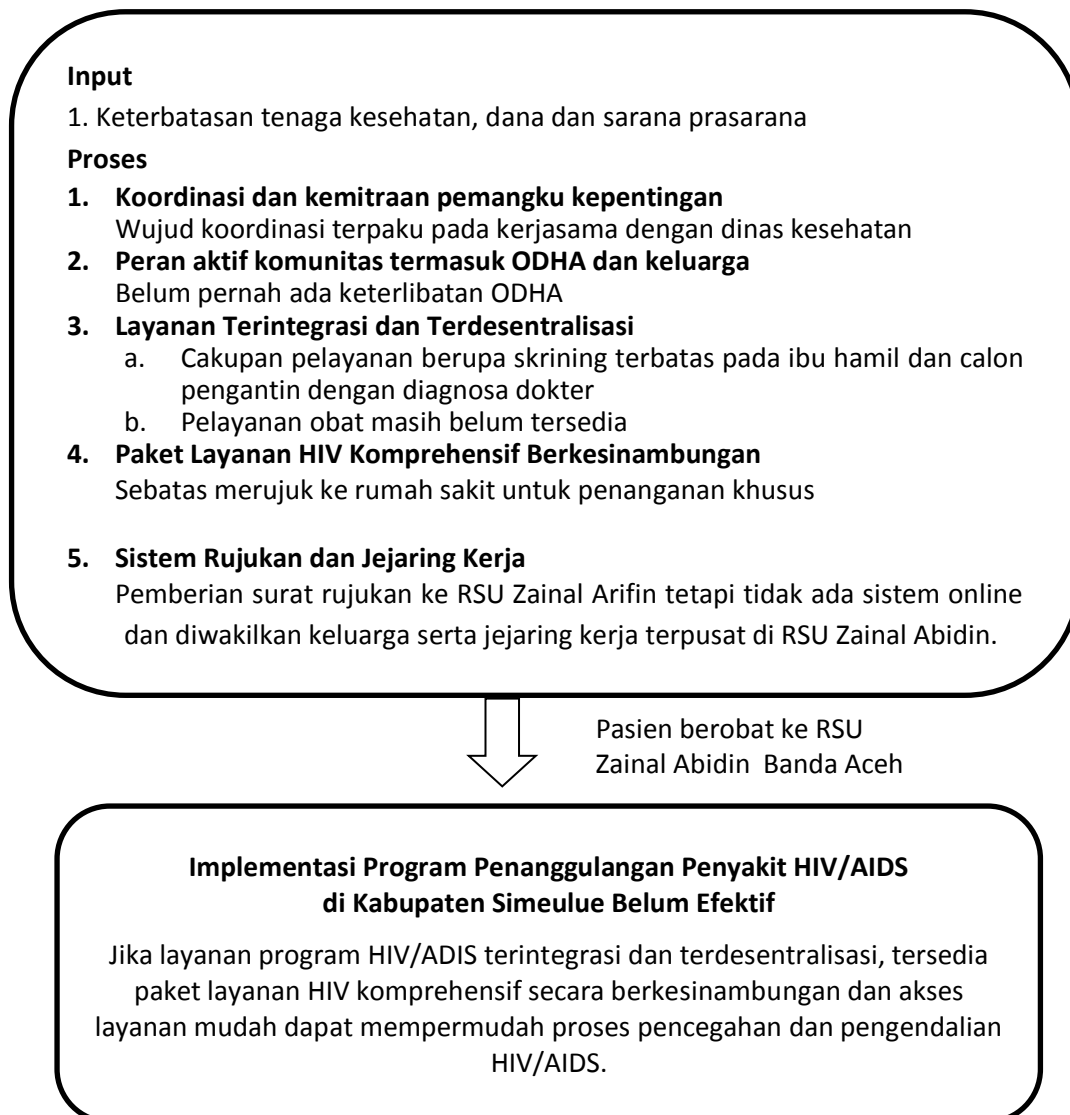 Input
1. Keterbatasan tenaga kesehatan, dana dan sarana prasarana
Proses
1. Koordinasi dan kemitraan pemangku kepentingan
Wujud koordinasi terpaku pada kerjasama dengan dinas kesehatan
2. Peran aktif komunitas termasuk ODHA dan keluarga
Belum pernah ada keterlibatan ODHA
3. Layanan Terintegrasi dan Terdesentralisasi
a. Cakupan pelayanan berupa skrining terbatas pada ibu hamil dan calon
pengantin dengan diagnosa dokter
b. Pelayanan obat masih belum tersedia
4. Paket Layanan HIV Komprehensif Berkesinambungan
Sebatas merujuk ke rumah sakit untuk penanganan khusus
5. Sistem Rujukan dan Jejaring Kerja
Pemberian surat rujukan ke RSU Zainal Arifin tetapi tidak ada sistem online
dan diwakilkan keluarga serta jejaring kerja terpusat di RSU Zainal Abidin.
Pasien berobat ke RSU
Zainal Abidin Banda Aceh
Implementasi Program Penanggulangan Penyakit HIV/AIDS
di Kabupaten Simeulue Belum Efektif
Jika layanan program HIV/ADIS terintegrasi dan terdesentralisasi, tersedia
paket layanan HIV komprehensif secara berkesinambungan dan akses
layanan mudah dapat mempermudah proses pencegahan dan pengendalian
HIV/AIDS.